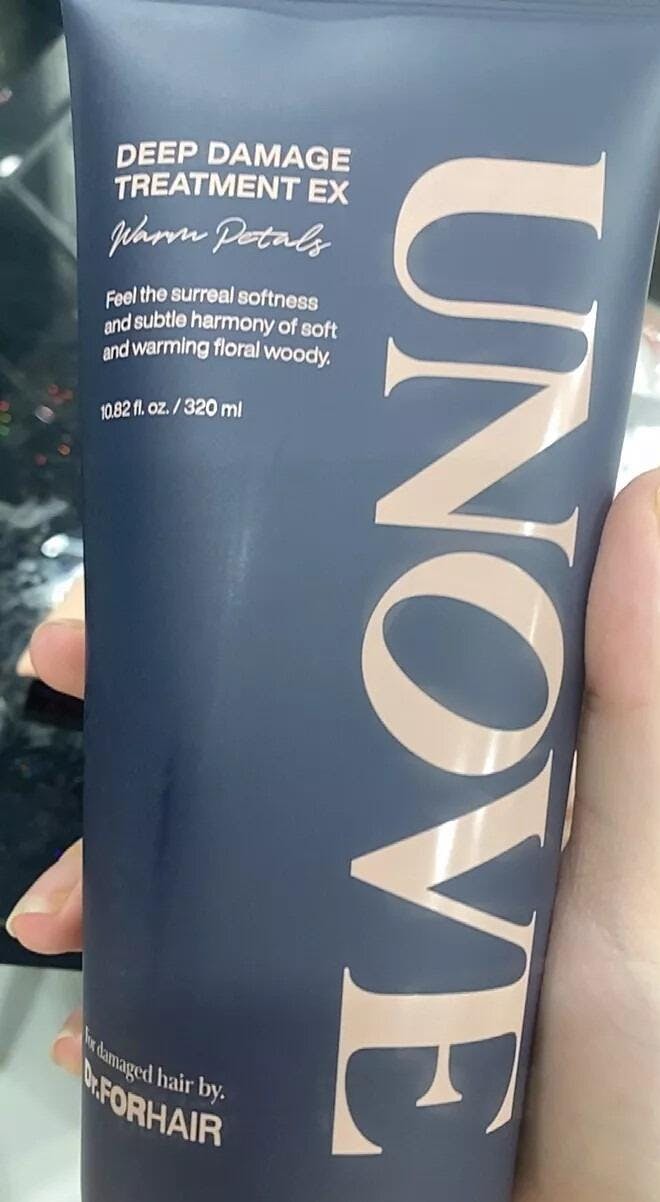 DEEP DAMAGE
TREATMENT EX
Warm Petals
Feel the surreal softness
and subtle harmony of soft
and warming floral woody.
10.82 fl. oz. / 320 ml
UNOVE
for damaged hair by.
Dr.FORHAIR